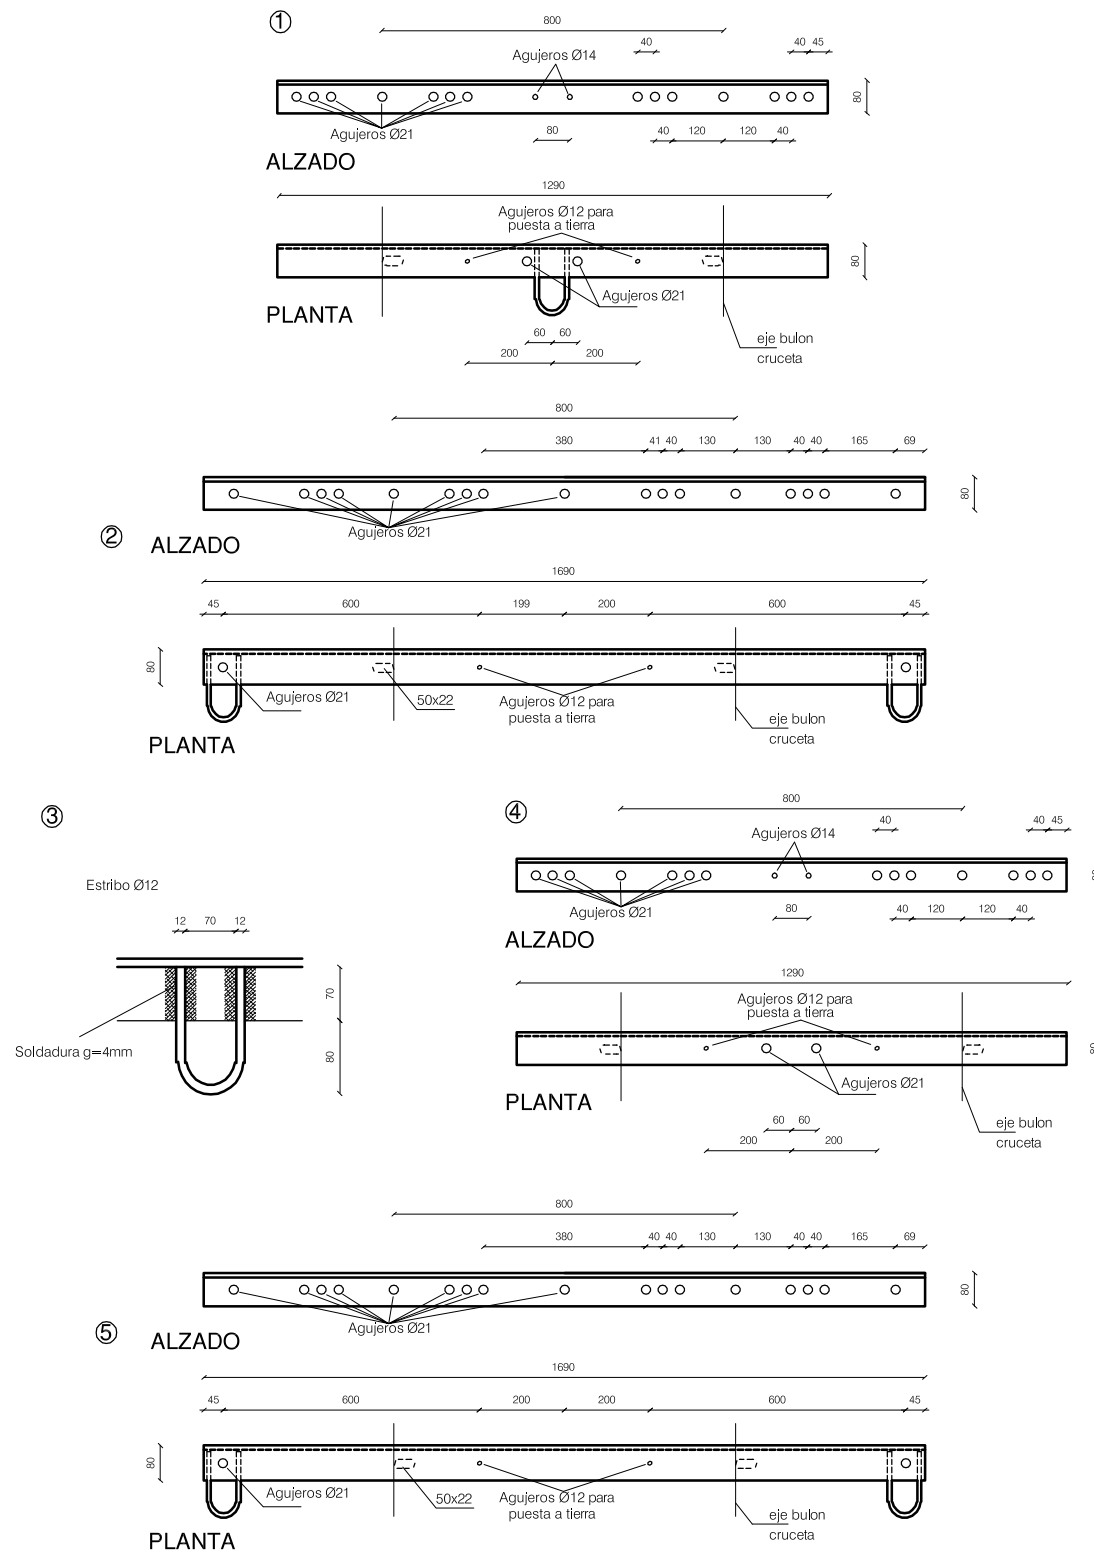 ①
800
40
40 45
Agujeros Ø14
80
Agujeros Ø21
80
40 120 120 40
ALZADO
1290
Agujeros Ø12 para
puesta a tierra
80
Agujeros Ø21
PLANTA
60 60
200 200
eje bulon
cruceta
800
380 41 40 130 130 40 40 165 69
80
Agujeros Ø21
②
ALZADO
1690
45 600 199 200 600 45
80
Agujeros Ø21
50x22
Agujeros Ø12 para
puesta a tierra
eje bulon
cruceta
PLANTA
③
Estribo Ø12
12 70 12
70
80
Soldadura g=4mm
④
800
40
40 45
Agujeros Ø14
Agujeros Ø21
80
40 120 120 40
ALZADO
1290
Agujeros Ø12 para
puesta a tierra
Agujeros Ø21
PLANTA
60 60
200 200
eje bulon
cruceta
800
380 40 40 130 130 40 40 165 69
80
Agujeros Ø21
⑤
ALZADO
1690
45 600 200 200 600 45
80
Agujeros Ø21
50x22
Agujeros Ø12 para
puesta a tierra
eje bulon
cruceta
PLANTA